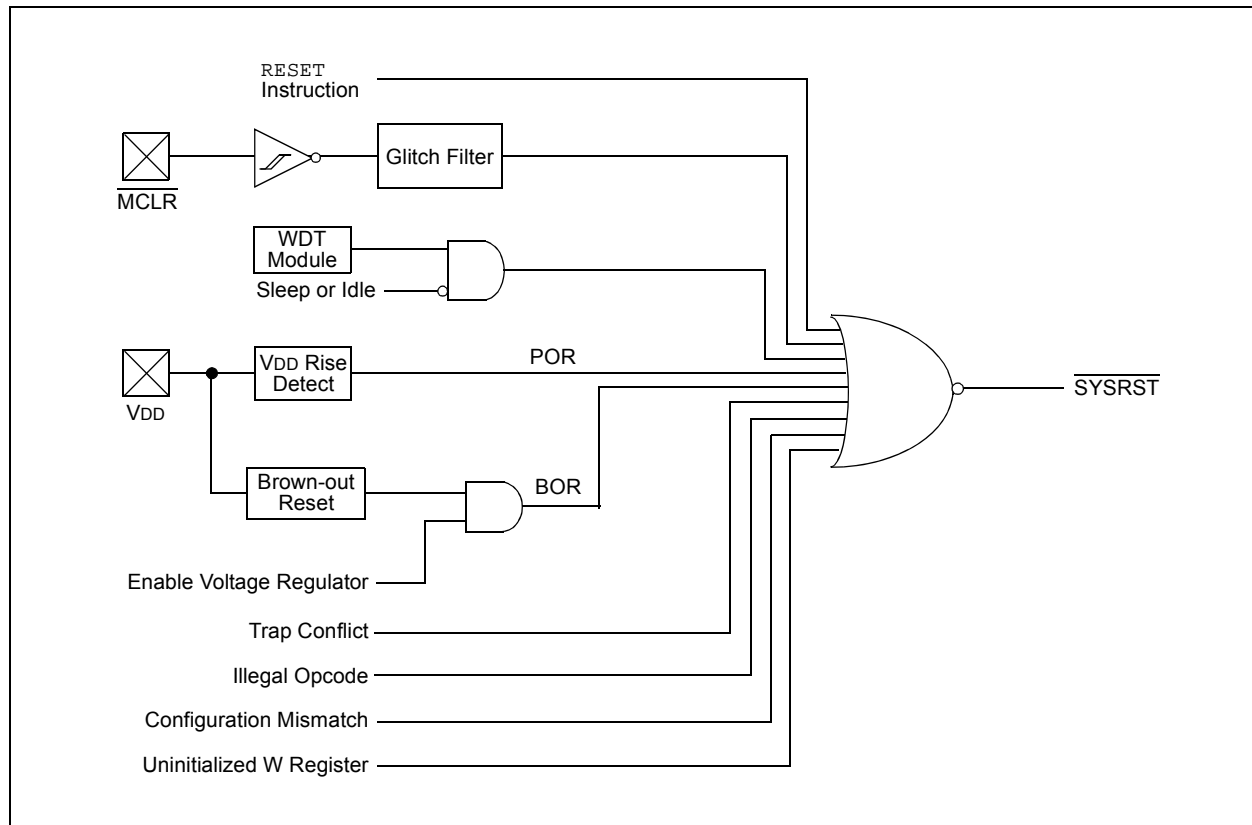 RESET
Instruction
Glitch Filter
MCLR
WDT
Module
Sleep or Idle
VDD Rise
Detect
POR
VDD
SYSRST
Brown-out
Reset
BOR
Enable Voltage Regulator
Trap Conflict
Illegal Opcode
Configuration Mismatch
Uninitialized W Register